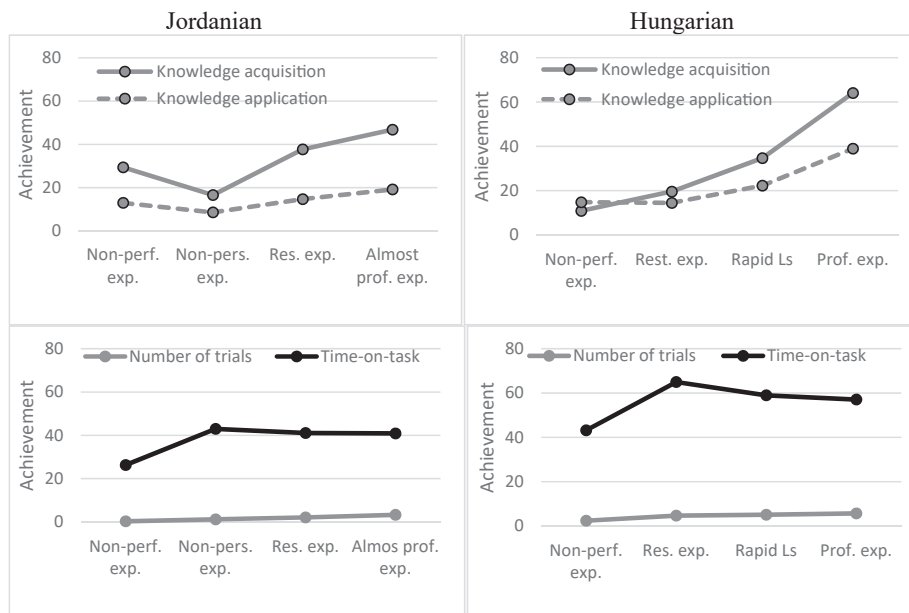 Jordanian
80
60
40
20
0
Achievement
Knowledge acquisition
Knowledge application
Non-perf.
exp.
Non-pers.
exp.
Res. exp.
Almost
prof. exp.
Hungarian
80
60
40
20
0
Achievement
Knowledge acquisition
Knowledge application
Non-perf.
exp.
Rest. exp.
Rapid Ls
Prof. exp.
80
60
40
20
0
Achievement
Number of trials
Time-on-task
Non-perf.
exp.
Non-pers.
exp.
Res. exp.
Almos prof.
exp.
80
60
40
20
0
Achievement
Number of trials
Time-on-task
Non-perf.
exp.
Res. exp.
Rapid Ls
Prof. exp.